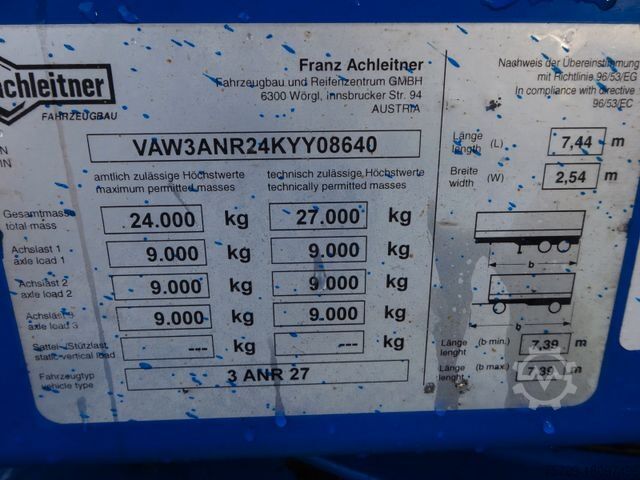 achleitner
FAHRZEUGBAU
Franz Achleitner
Fahrzeugbau und Reifenzentrum GMBH
6300 Wörgl, innsbrucker Str. 94
AUSTRIA
Nachweis der Übereinstimmung
mit Richtlinie 96/53/EG
In compliance with directive
96/53/EC
VAW3ANR24KYY08640
Länge
length (L) 7,44 m
Breite
width (W) 2,54 m
amtlich zulässige Höchstwerte
maximum permitted masses
technisch zulässige Höchstwerte
technically permitted masses
Gesamtmasse
total mass 24.000 kg 27.000 kg
Achslast 1
axle load 1 9.000 kg 9.000 kg
Achslast 2
axle load 2 9.000 kg 9.000 kg
Achslast 3
axle load 3 9.000 kg 9.000 kg
Sattel-/Stützlast
static vertical load --- kg --- kg
Fahrzeugtyp
vehicle type 3 ANR 27
b
b
Länge
lenght (b min.) 7,39 m
Länge
lenght (b max.) 7,39 m